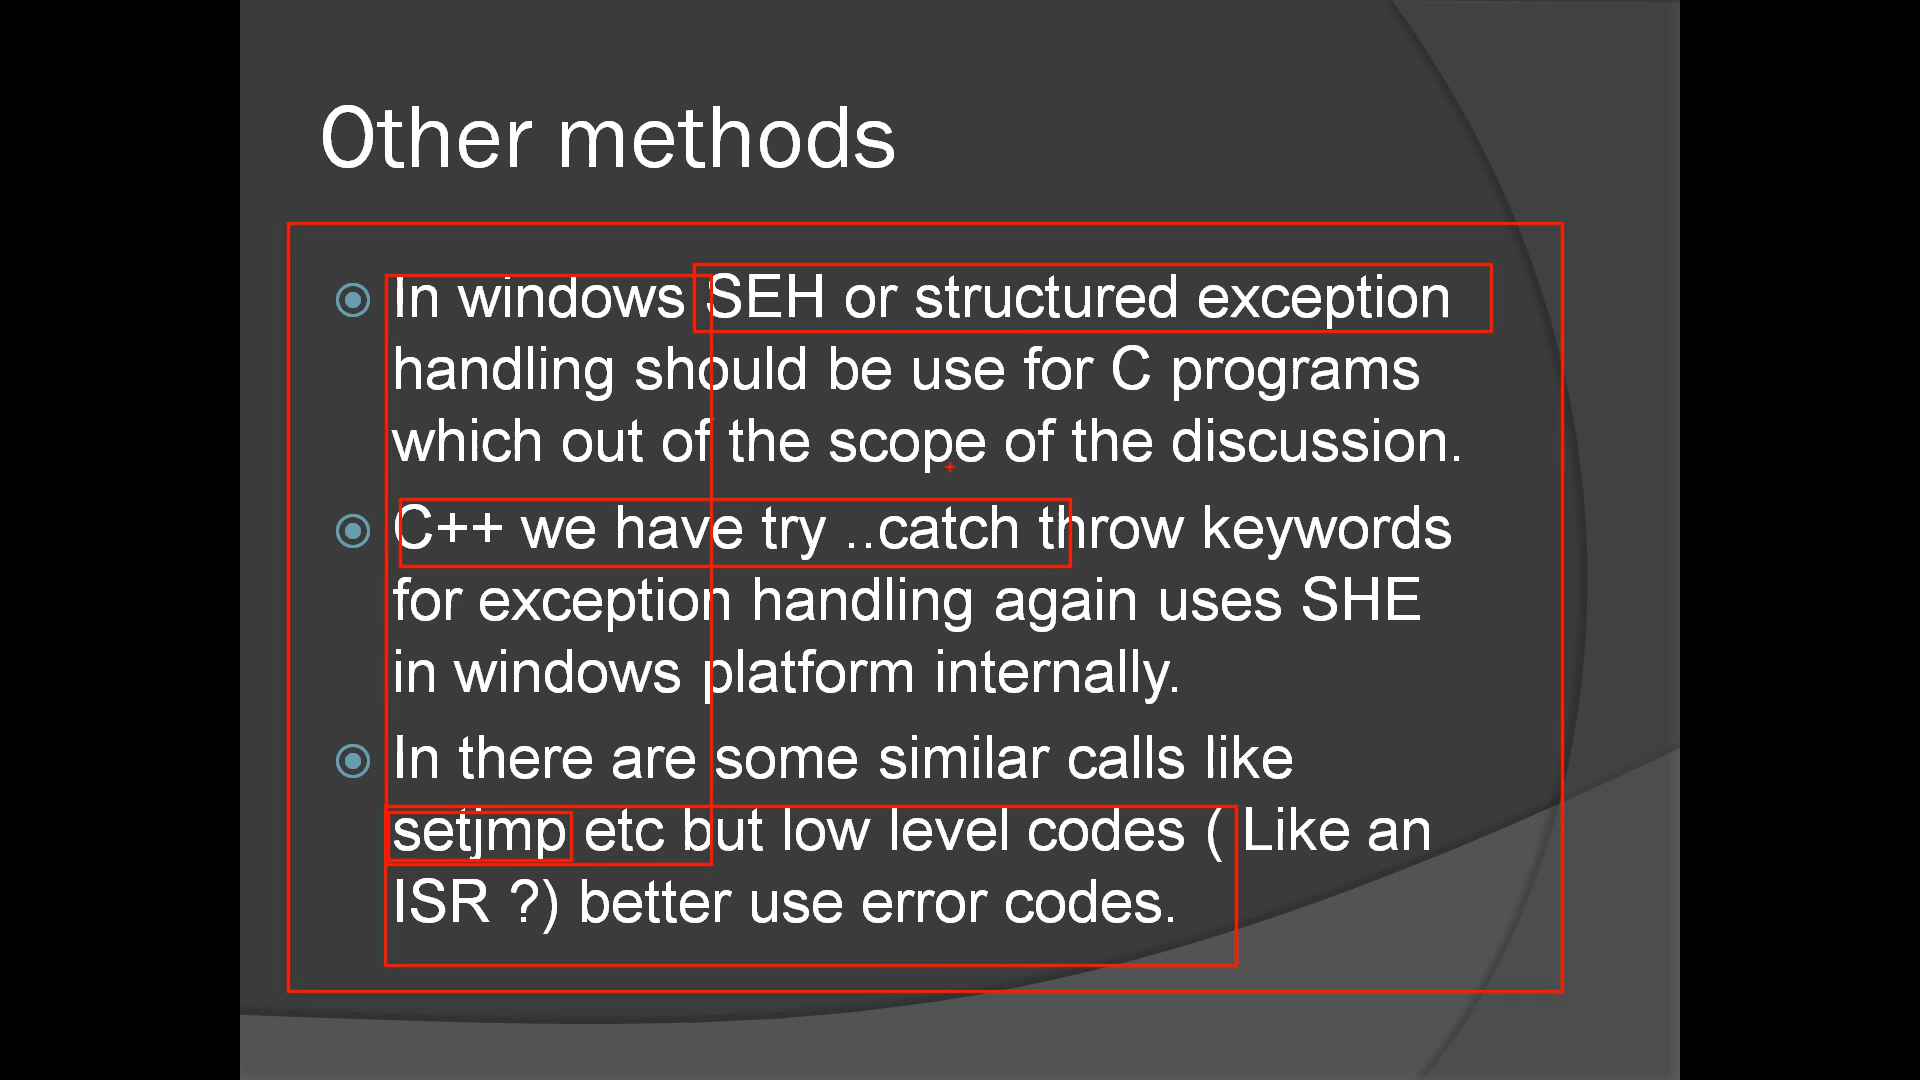 Other methods
In windows SEH or structured exception
handling should be use for C programs
which out of the scope of the discussion.
C++ we have try ..catch throw keywords
for exception handling again uses SHE
in windows platform internally.
In there are some similar calls like
setjmp etc but low level codes ( Like an
ISR ?) better use error codes.